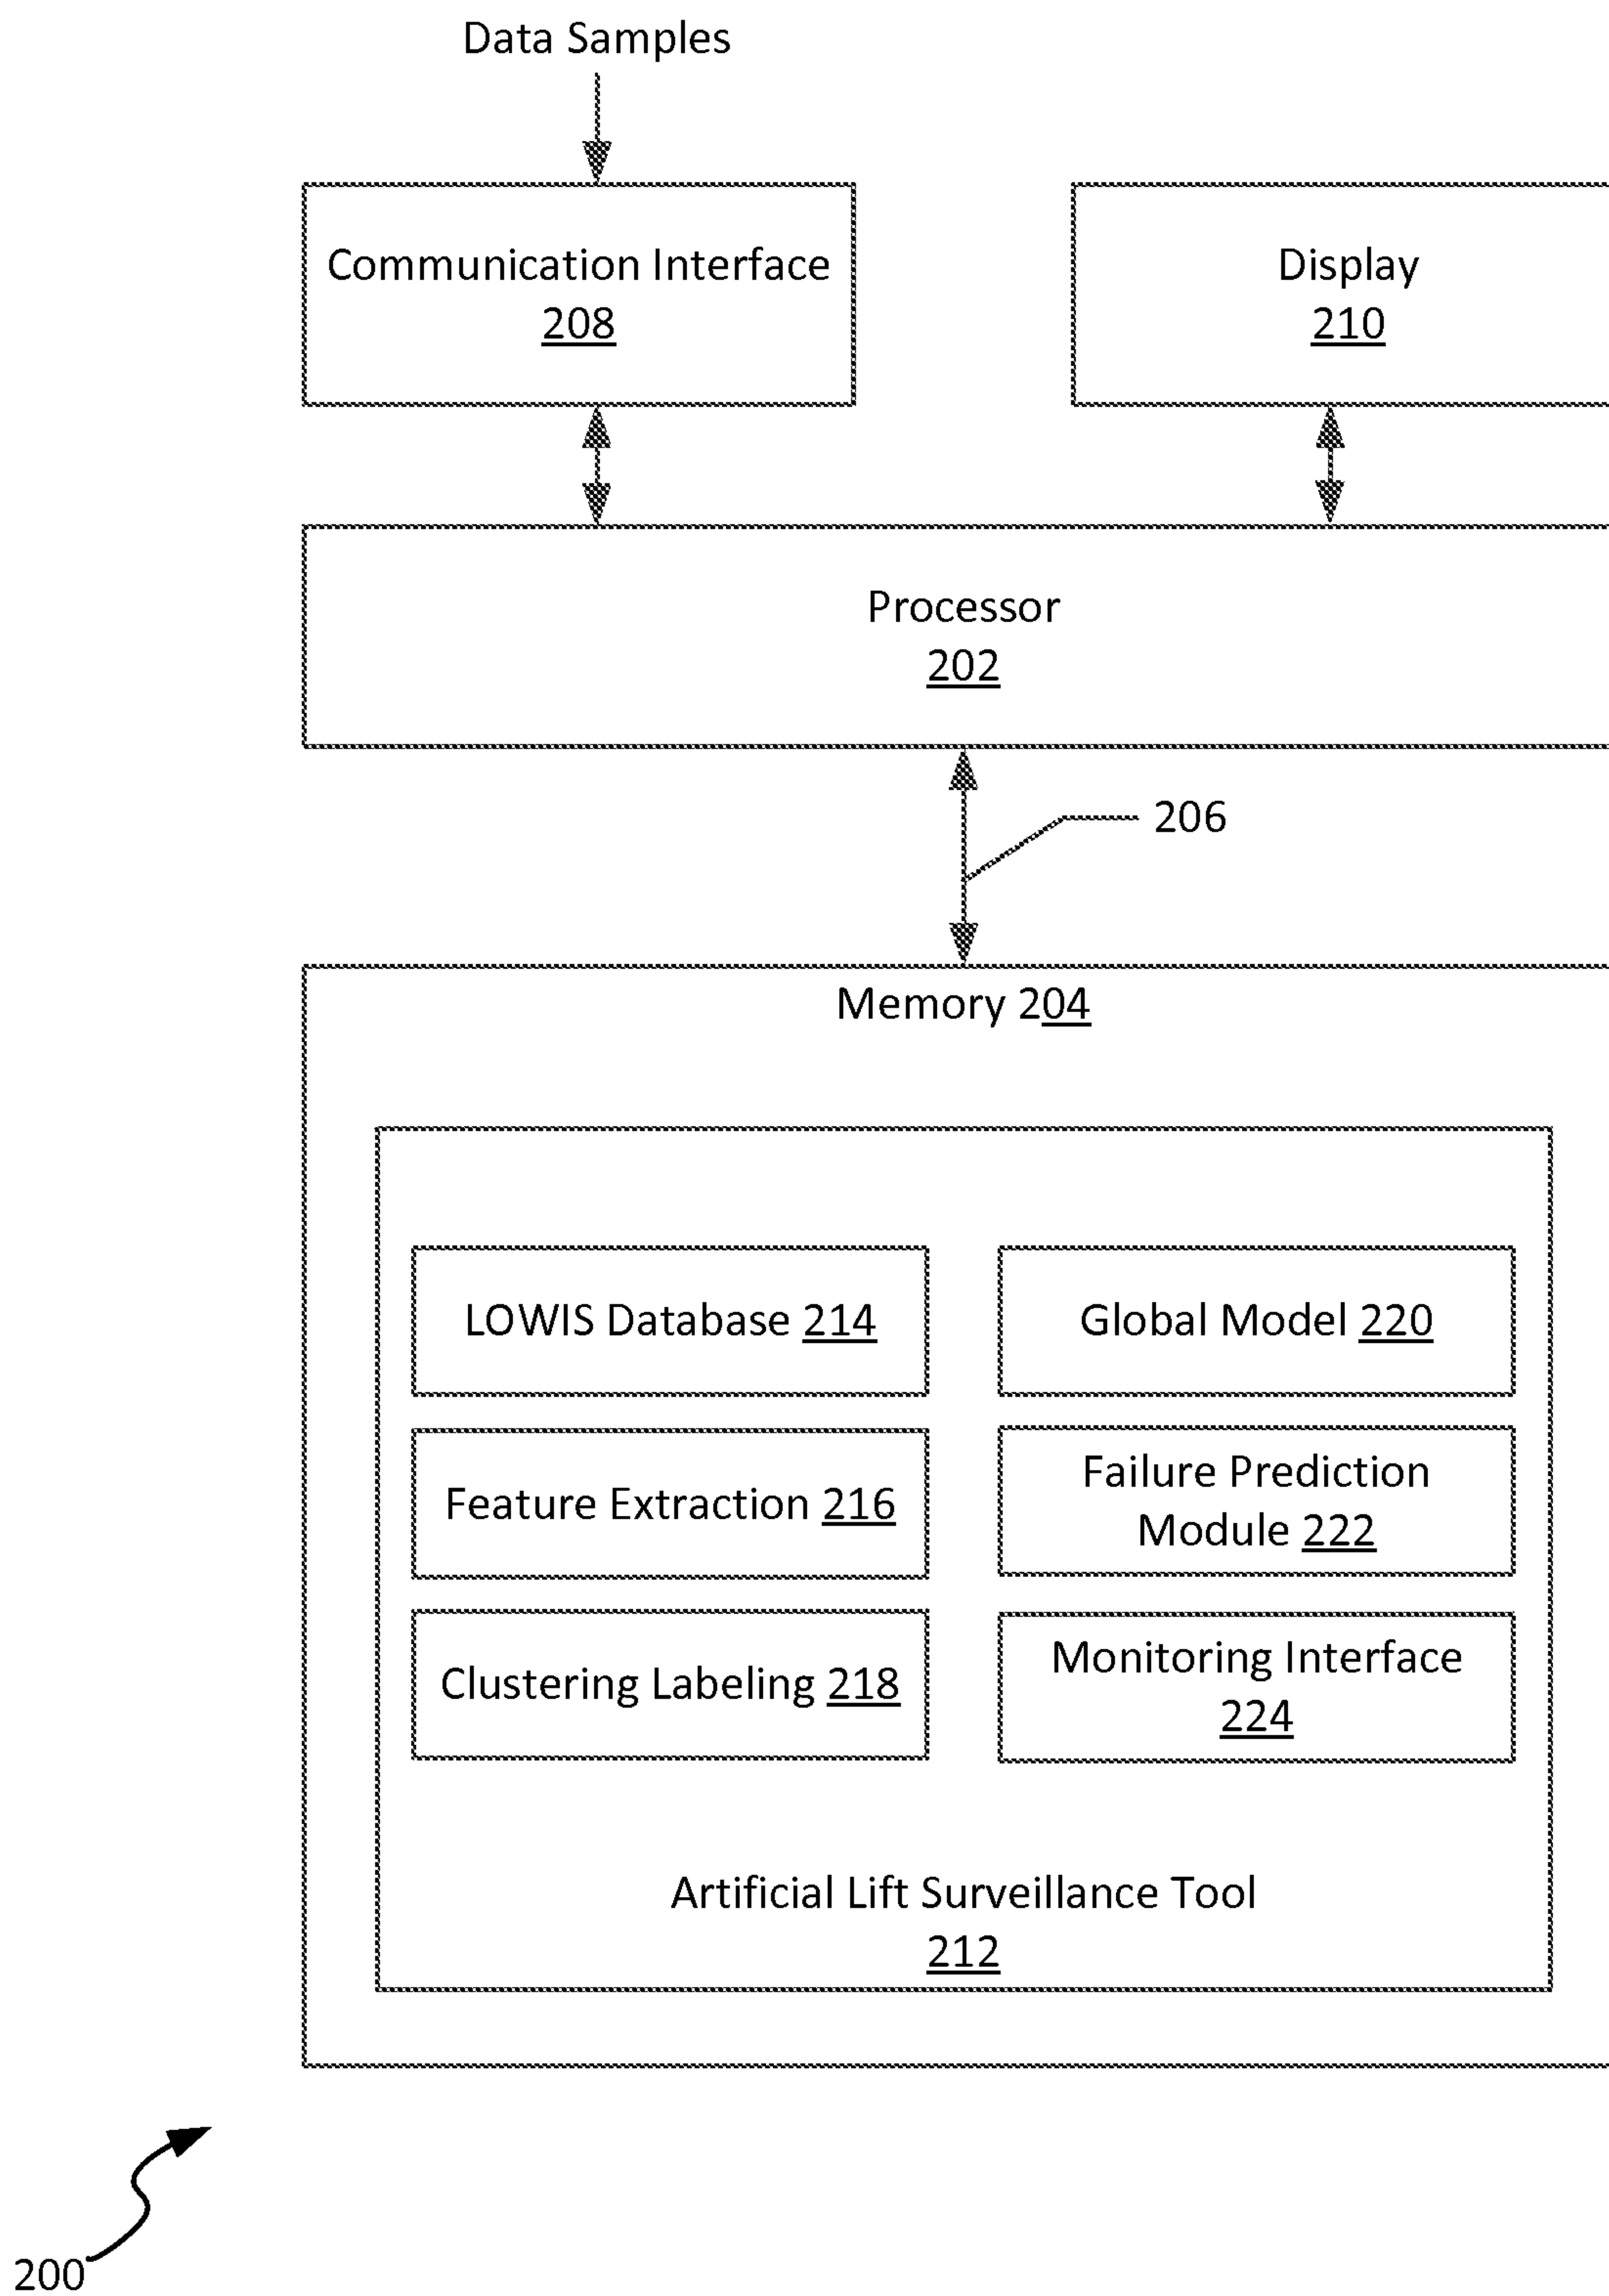 Data Samples
Communication Interface
208
Display
210
Processor
202
206
Memory 204
LOWIS Database 214
Global Model 220
Feature Extraction 216
Failure Prediction
Module 222
Clustering Labeling 218
Monitoring Interface
224
Artificial Lift Surveillance Tool
212
200